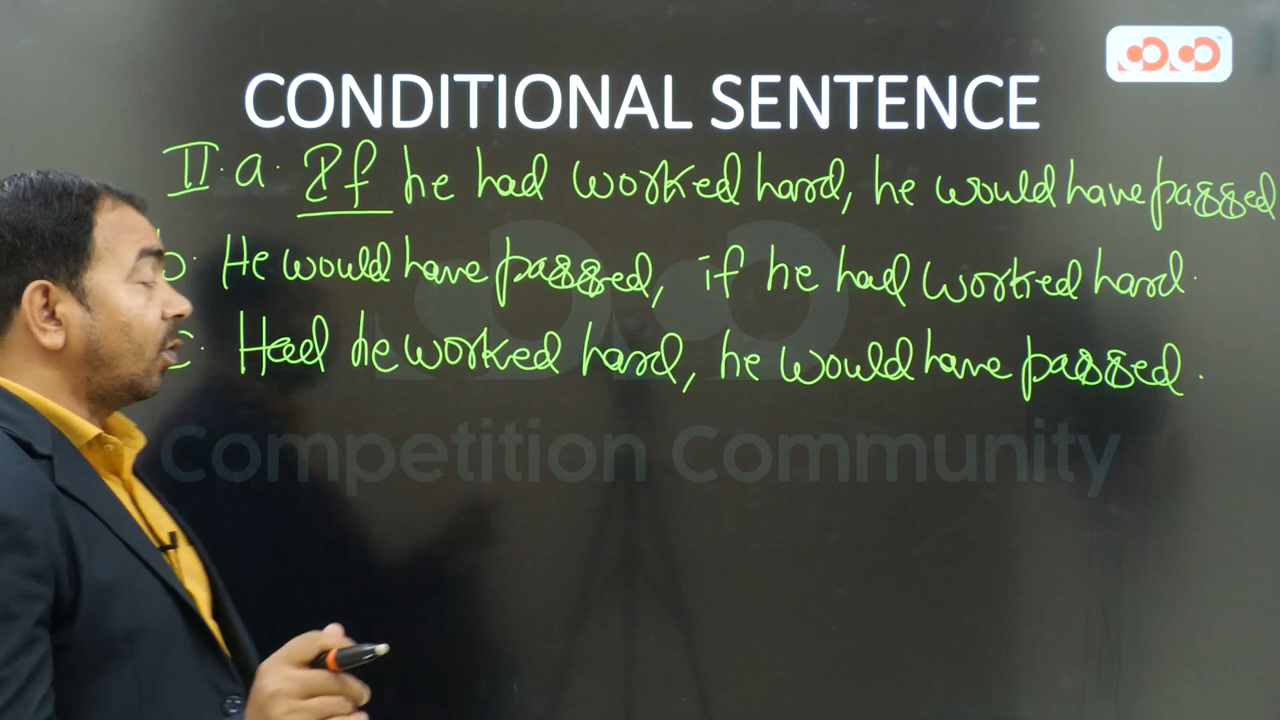 CONDITIONAL SENTENCE
II. a. If he had worked hard, he would have passed
b. He would have passed, if he had worked hard.
c. Had he worked hard, he would have passed.
Competition Community